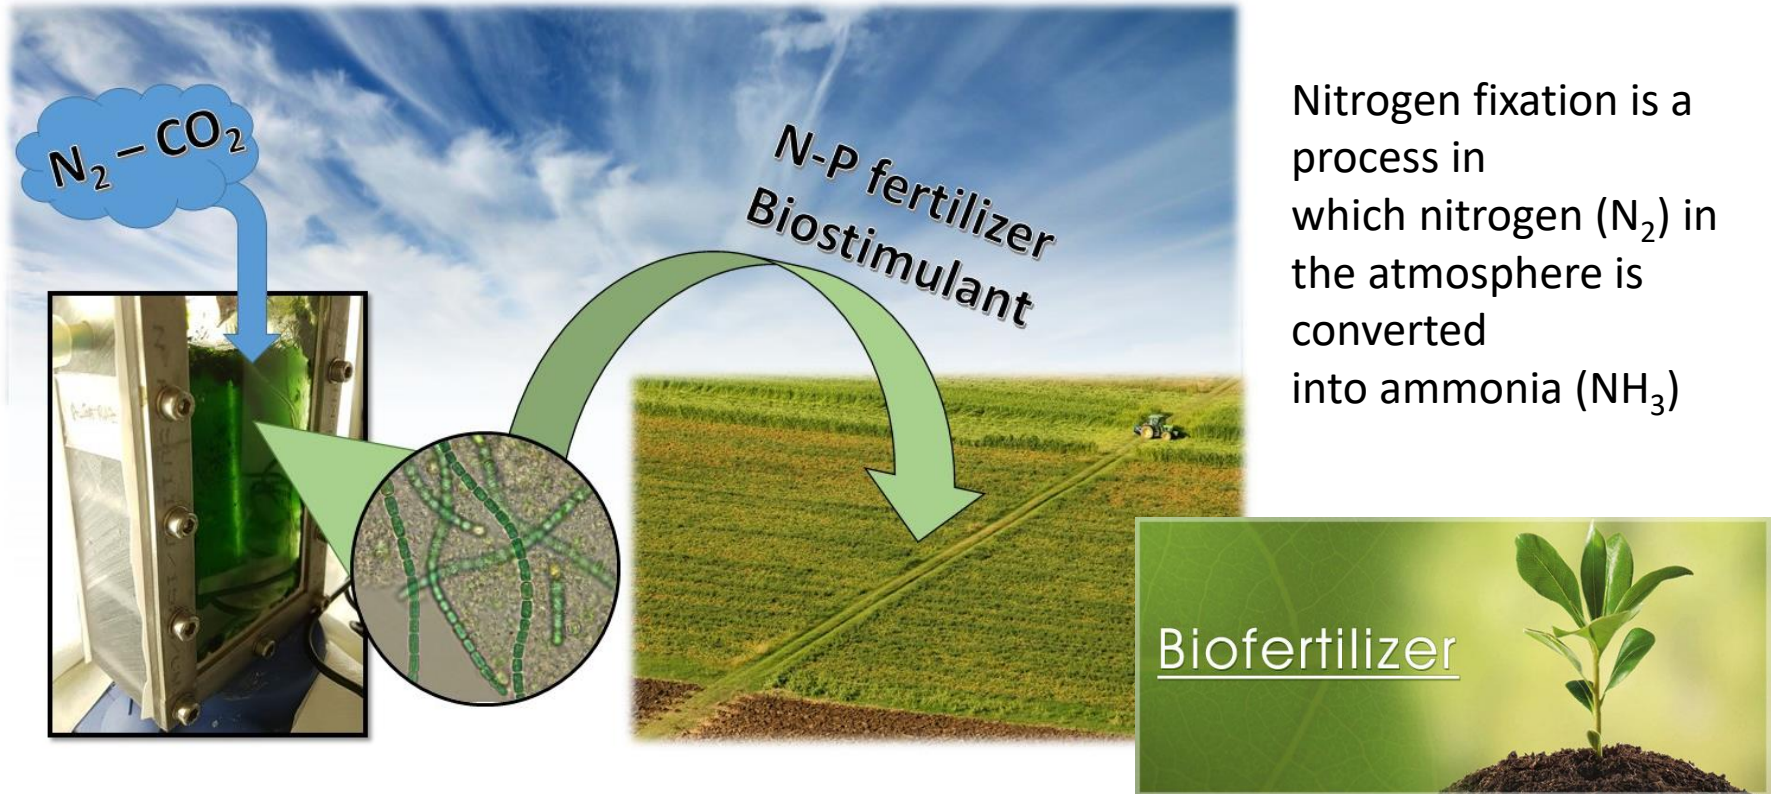 N₂ – CO₂
N-P fertilizer
Biostimulant
Nitrogen fixation is a
process in
which nitrogen (N₂) in
the atmosphere is
converted
into ammonia (NH₃)
Biofertilizer